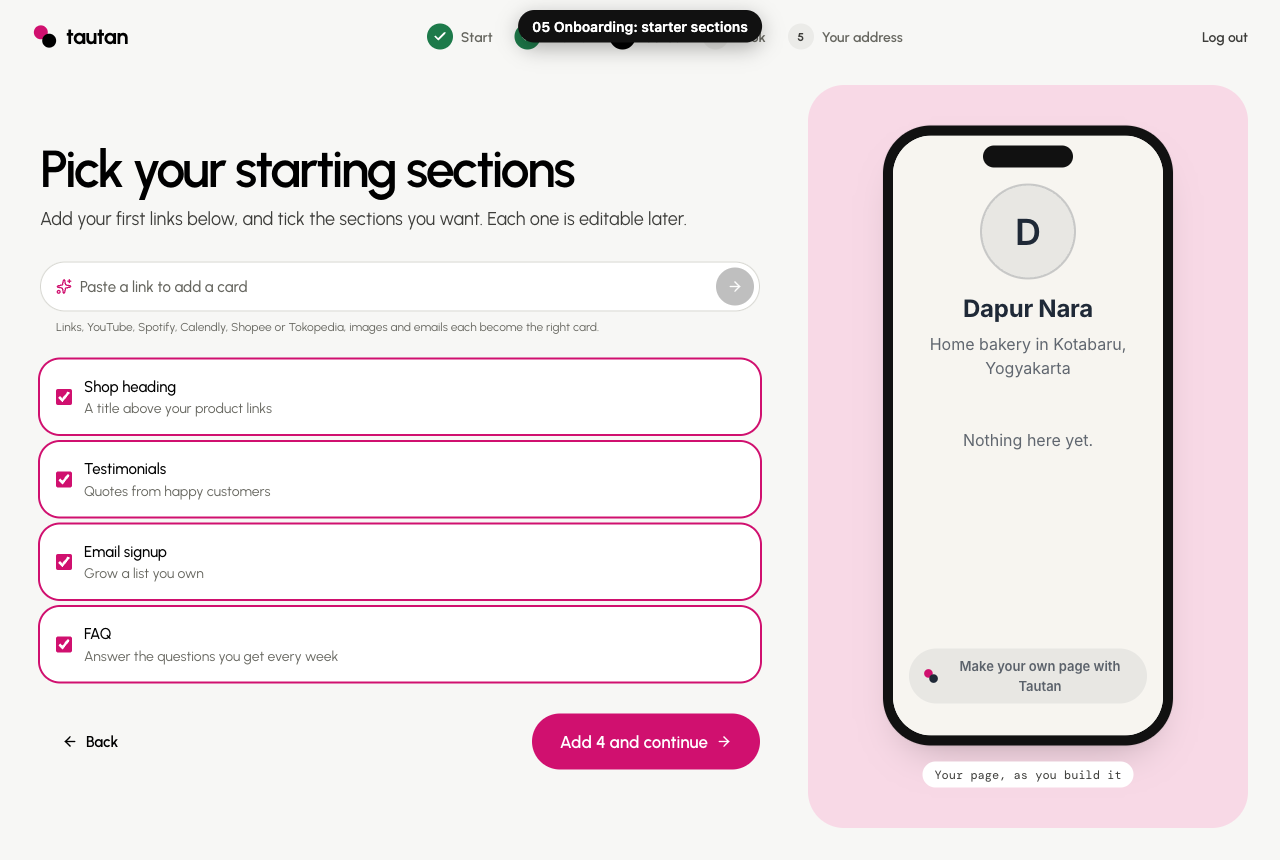 tautan
Start
05 Onboarding: starter sections
5
Your address
Log out
Pick your starting sections
Add your first links below, and tick the sections you want. Each one is editable later.
Paste a link to add a card
Links, YouTube, Spotify, Calendly, Shopee or Tokopedia, images and emails each become the right card.
Shop heading
A title above your product links
Testimonials
Quotes from happy customers
Email signup
Grow a list you own
FAQ
Answer the questions you get every week
Back
Add 4 and continue
D
Dapur Nara
Home bakery in Kotabaru,
Yogyakarta
Nothing here yet.
Make your own page with
Tautan
Your page, as you build it